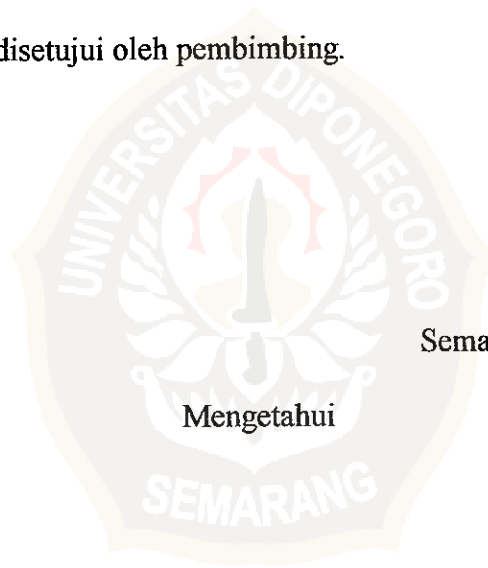 disetujui oleh pembimbing.
UNIVERSITAS DIPONEGORO
Sema
Mengetahui
SEMARANG